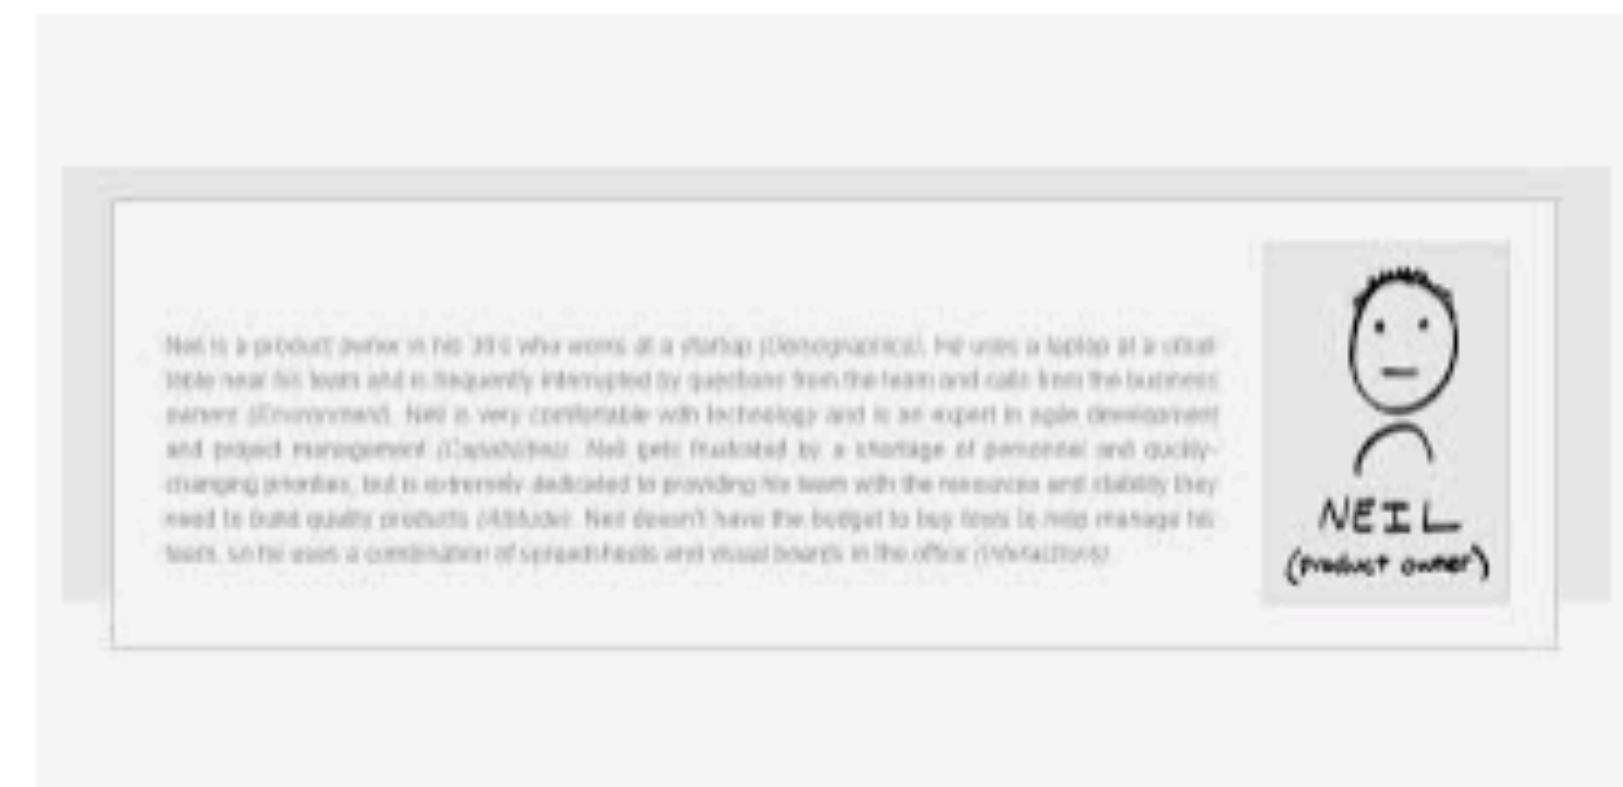 Neil is a product owner in his 30's who works at a startup (Demographics). He uses a laptop at a small
table near his team and is frequently interrupted by questions from the team and calls from the business
owners (Environment). Neil is very comfortable with technology and is an expert in agile development
and project management (Capabilities). Neil gets frustrated by a shortage of personnel and quickly-
changing priorities, but is extremely dedicated to providing his team with the resources and stability they
need to build quality products (Attitude). Neil doesn't have the budget to buy tools to help manage his
team, so he uses a combination of spreadsheets and visual boards in the office (Interactions).
NEIL
(product owner)